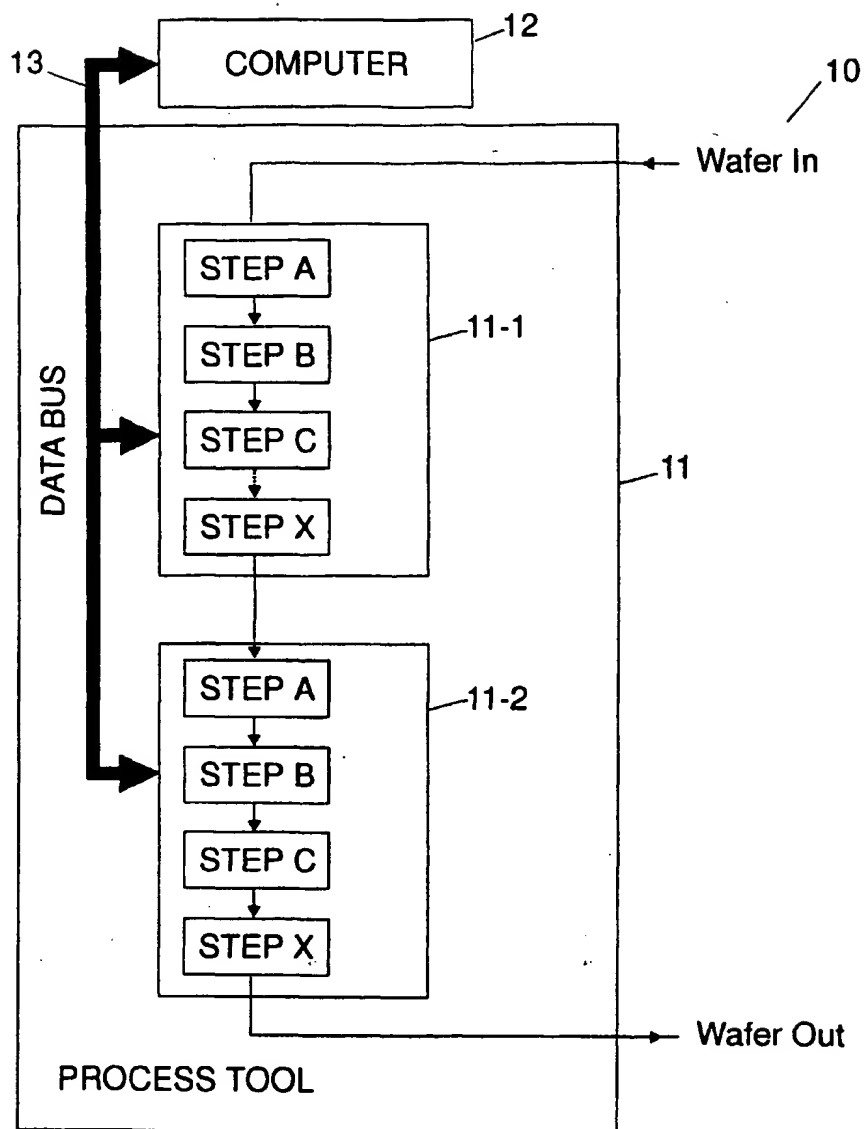 12
13
COMPUTER
10
Wafer In
STEP A
11-1
STEP B
DATA BUS
STEP C
11
STEP X
STEP A
11-2
STEP B
STEP C
STEP X
Wafer Out
PROCESS TOOL